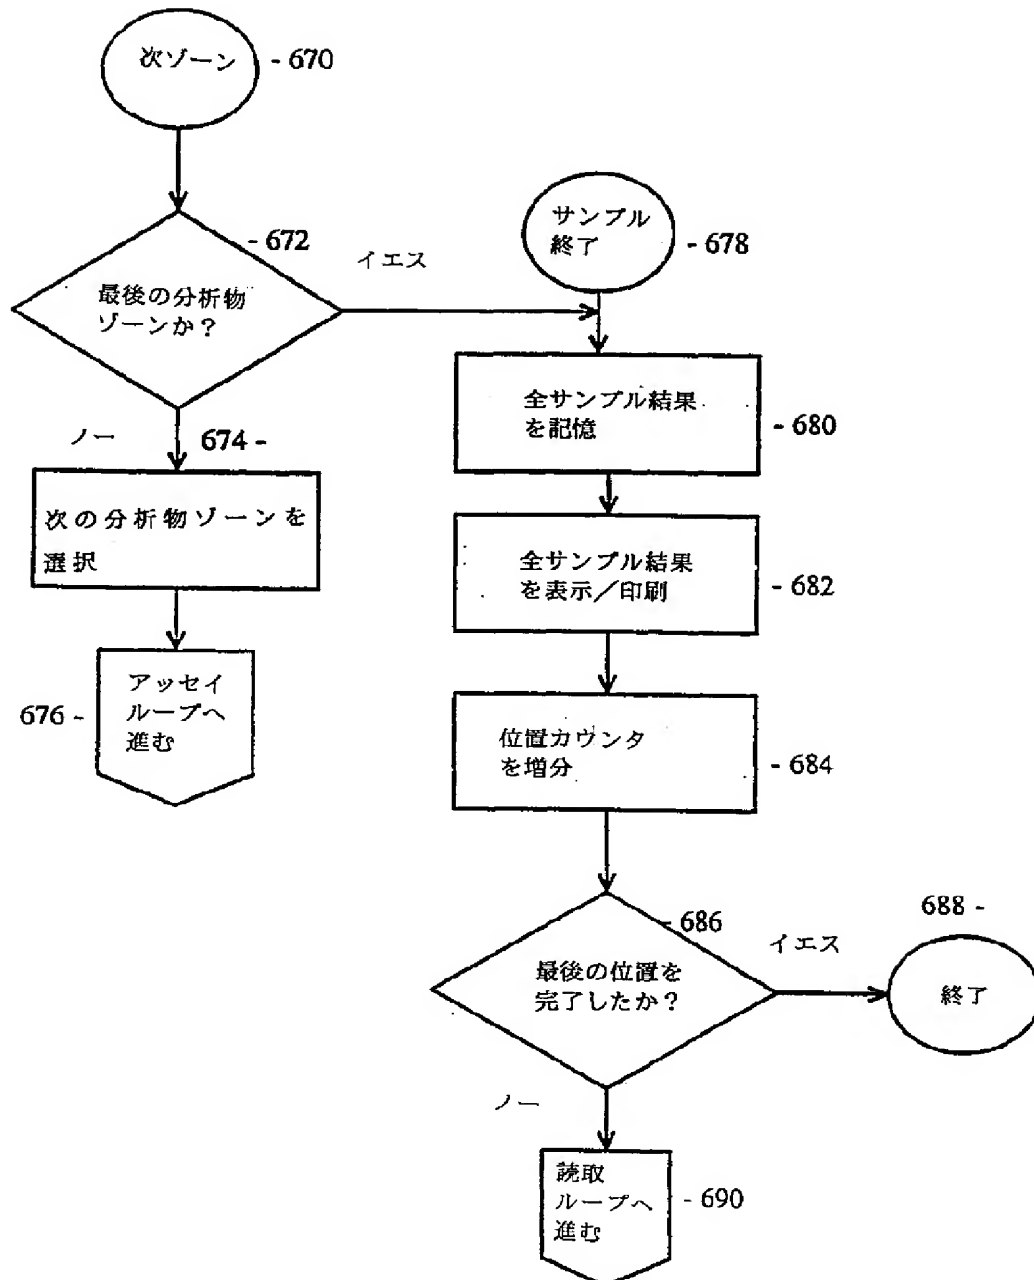 次ゾーン
- 670
- 672
最後の分析物
ゾーンか?
イエス
サンプル
終了
- 678
ノー
674 -
次の分析物ゾーンを
選択
676 -
アッセイ
ループへ
進む
全サンプル結果
を記憶
- 680
全サンプル結果
を表示/印刷
- 682
位置カウンタ
を増分
- 684
- 686
最後の位置を
完了したか?
イエス
688 -
終了
ノー
読取
ループへ
進む
- 690